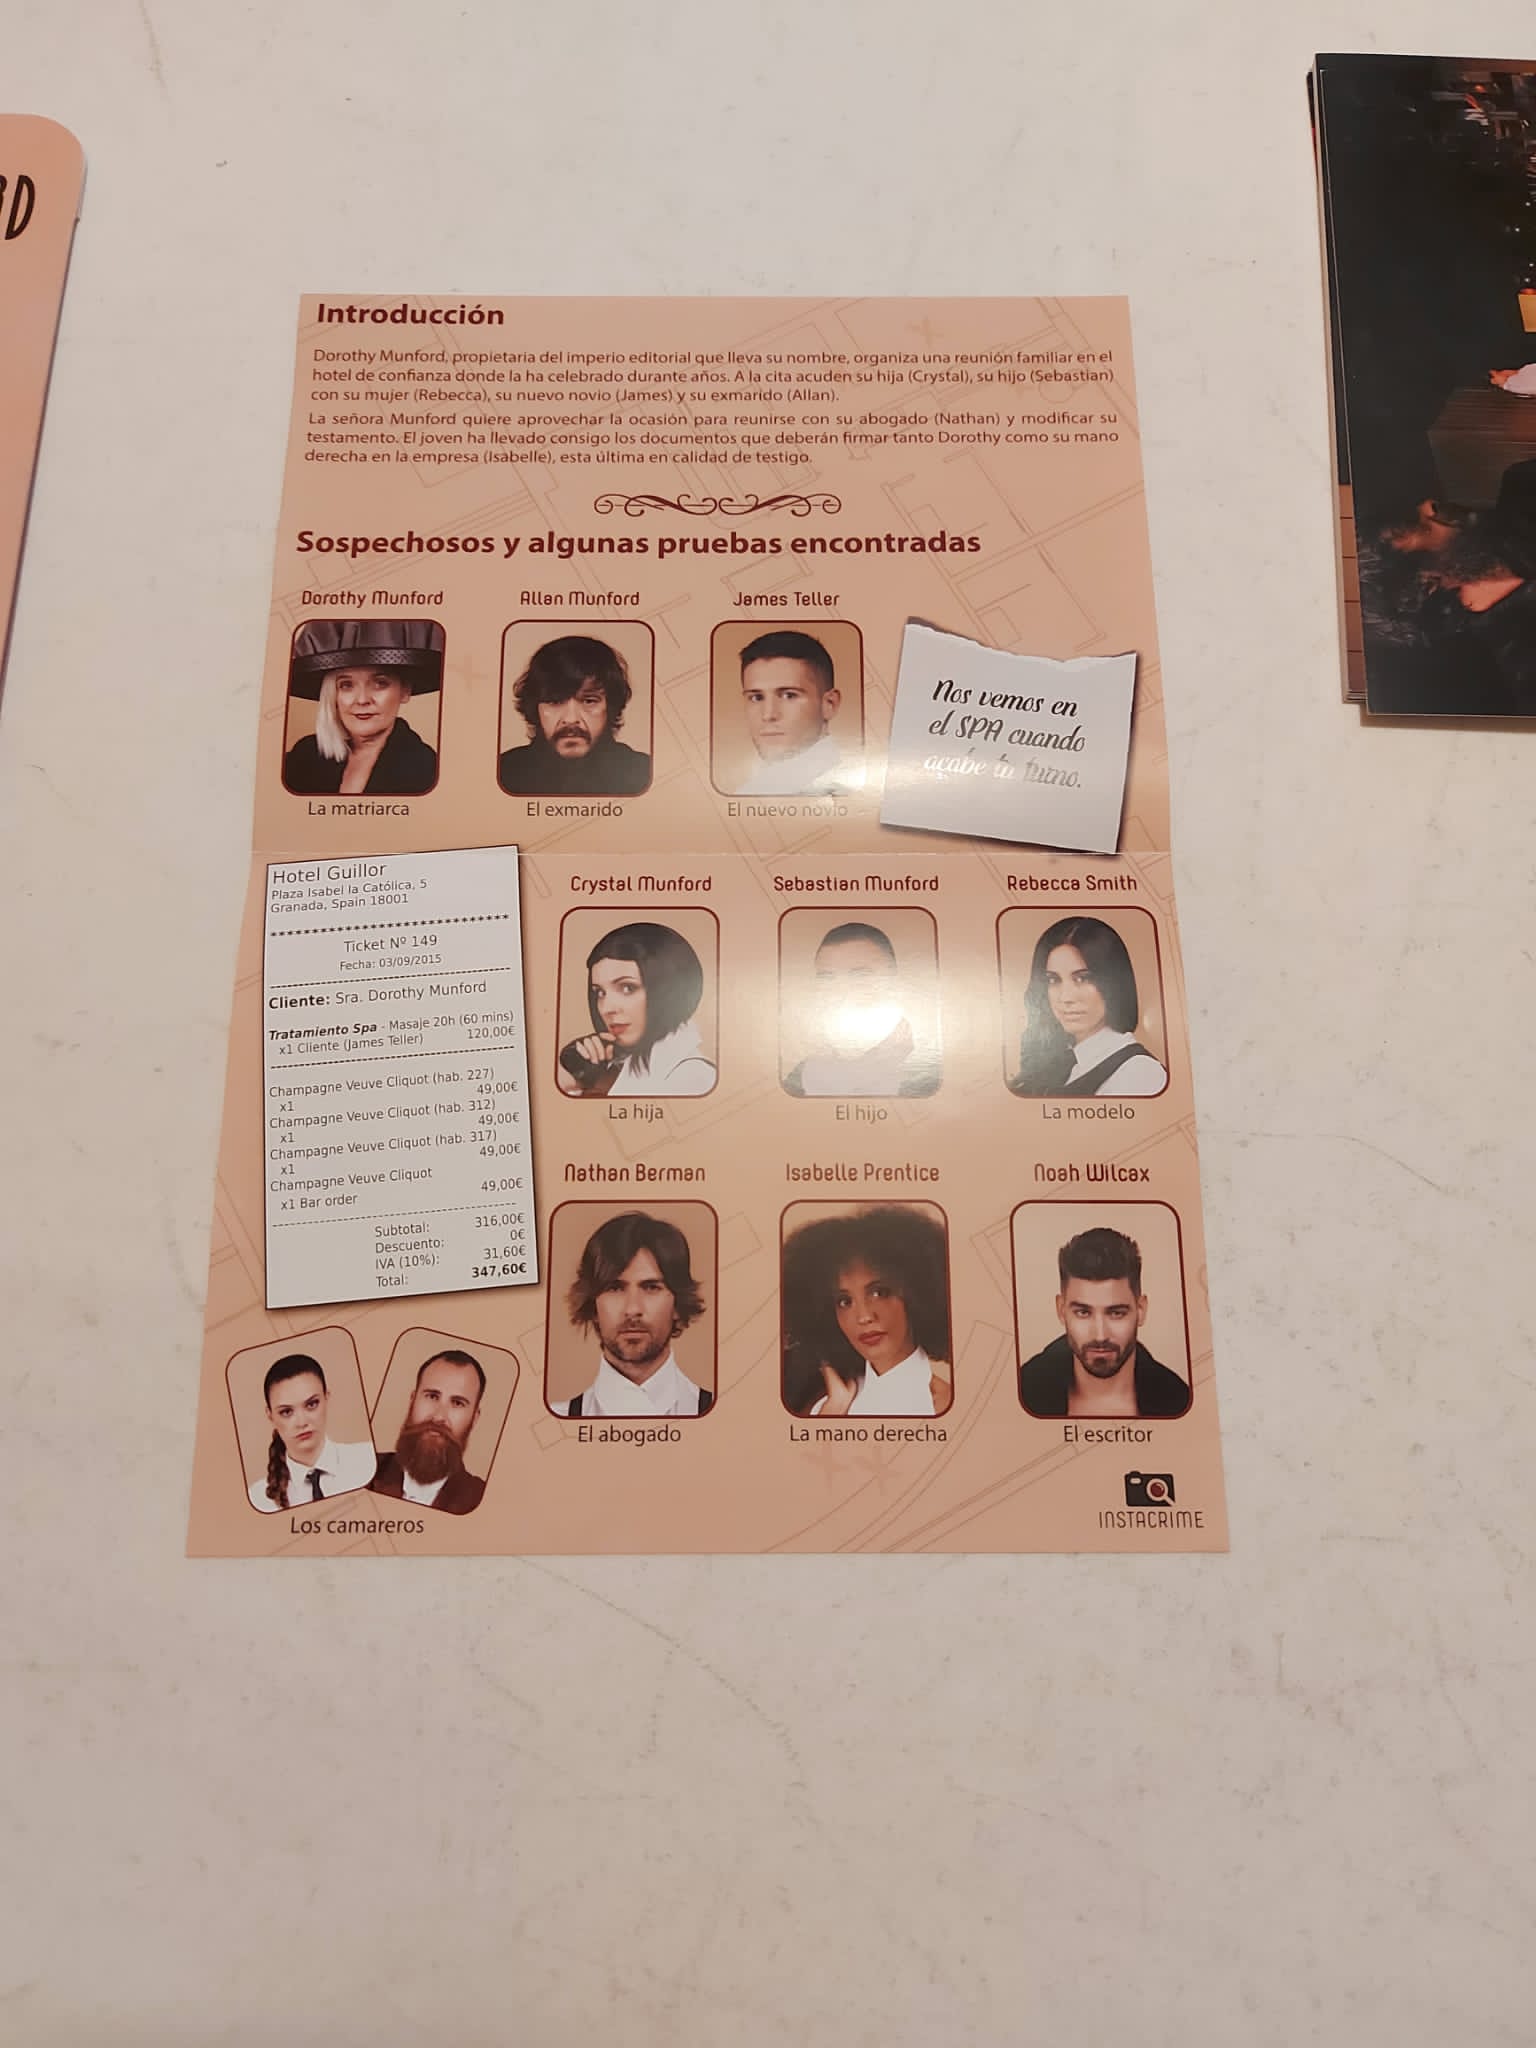 Introducción
Dorothy Munford, propietaria del imperio editorial que lleva su nombre, organiza una reunión familiar en el
hotel de confianza donde la ha celebrado durante años. A la cita acuden su hija (Crystal), su hijo (Sebastian)
con su mujer (Rebecca), su nuevo novio (James) y su exmarido (Allan).
La señora Munford quiere aprovechar la ocasión para reunirse con su abogado (Nathan) y modificar su
testamento. El joven ha llevado consigo los documentos que deberán firmar tanto Dorothy como su mano
derecha en la empresa (Isabelle), esta última en calidad de testigo.
Sospechosos y algunas pruebas encontradas
Dorothy Munford
Allan Munford
James Teller
La matriarca
El exmarido
El nuevo novio
Nos vemos en
el SPA cuando
acabe tu turno.
Hotel Guillor
Plaza Isabel la Católica, 5
Granada, Spain 18001
******************************
Ticket Nº 149
Fecha: 03/09/2015
Cliente: Sra. Dorothy Munford
Tratamiento Spa - Masaje 20h (60 mins)
x1 Cliente (James Teller) 120,00€
Champagne Veuve Cliquot (hab. 227)
x1 49,00€
Champagne Veuve Cliquot (hab. 312)
x1 49,00€
Champagne Veuve Cliquot (hab. 317)
x1 49,00€
Champagne Veuve Cliquot
x1 Bar order 49,00€
Subtotal: 316,00€
Descuento: 0€
IVA (10%): 31,60€
Total: 347,60€
Crystal Munford
Sebastian Munford
Rebecca Smith
La hija
El hijo
La modelo
Nathan Berman
Isabelle Prentice
Noah Wilcax
El abogado
La mano derecha
El escritor
Los camareros
INSTACRIME